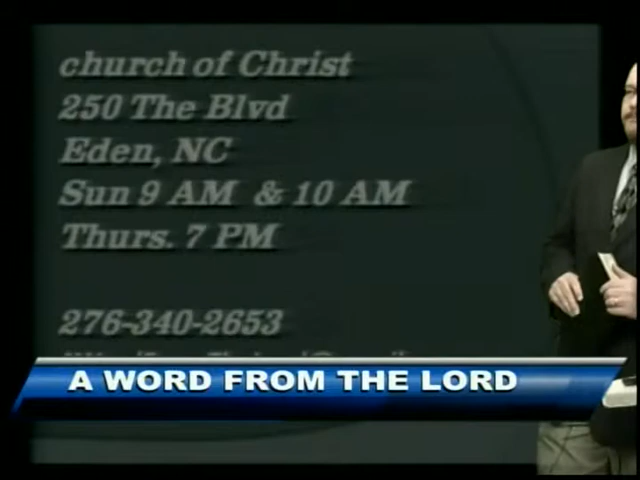 church of Christ
250 The Blvd
Eden, NC
Sun 9 AM & 10 AM
Thurs. 7 PM
276-340-2653
A WORD FROM THE LORD